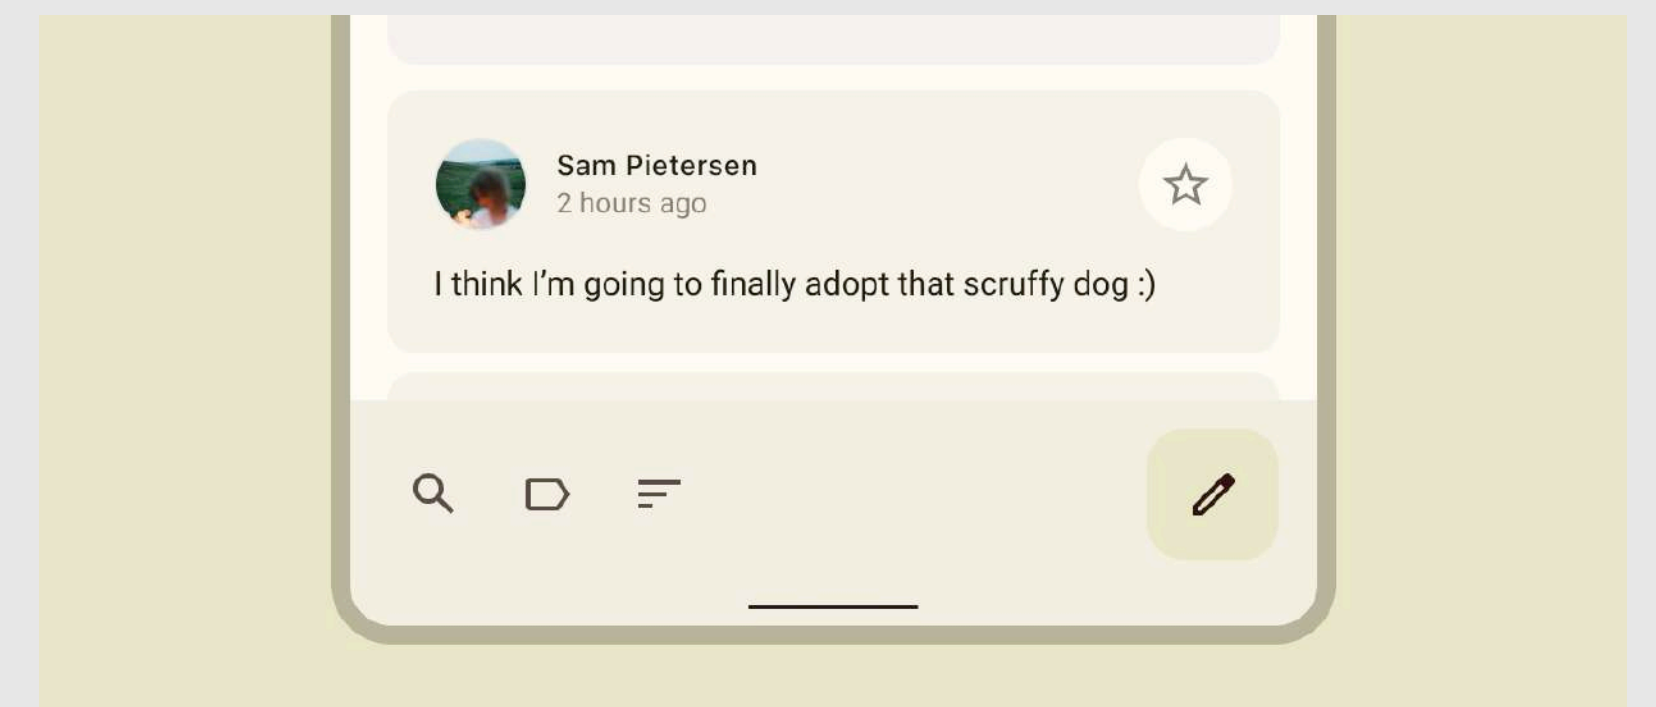 Sam Pietersen
2 hours ago
I think I’m going to finally adopt that scruffy dog :)